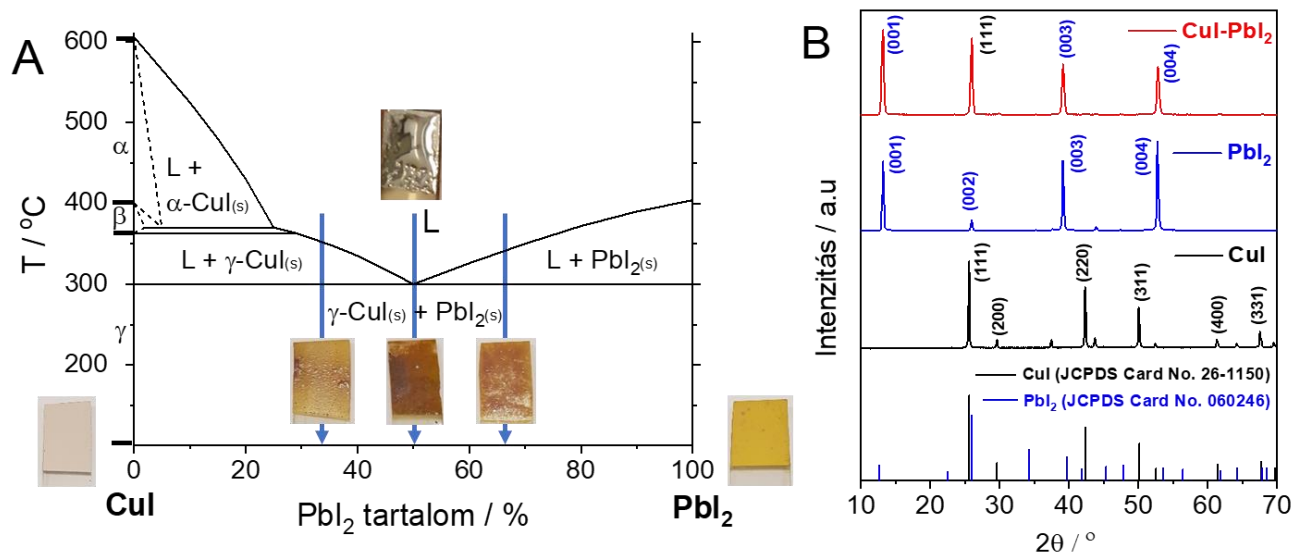 A
600
500
400
300
200
α
β
γ
T / °C
L +
α-CuI(s)
L
L + γ-CuI(s)
L + PbI₂(s)
γ-CuI(s) + PbI₂(s)
0
20
40
60
80
100
CuI
PbI₂ tartalom / %
PbI₂
B
Intenzitás / a.u
(001)
(111)
(003)
(004)
CuI-PbI₂
(001)
(002)
(003)
(004)
PbI₂
(111)
(200)
(220)
(311)
(400)
(331)
CuI
CuI (JCPDS Card No. 26-1150)
PbI₂ (JCPDS Card No. 060246)
10
20
30
40
50
60
70
2θ / °